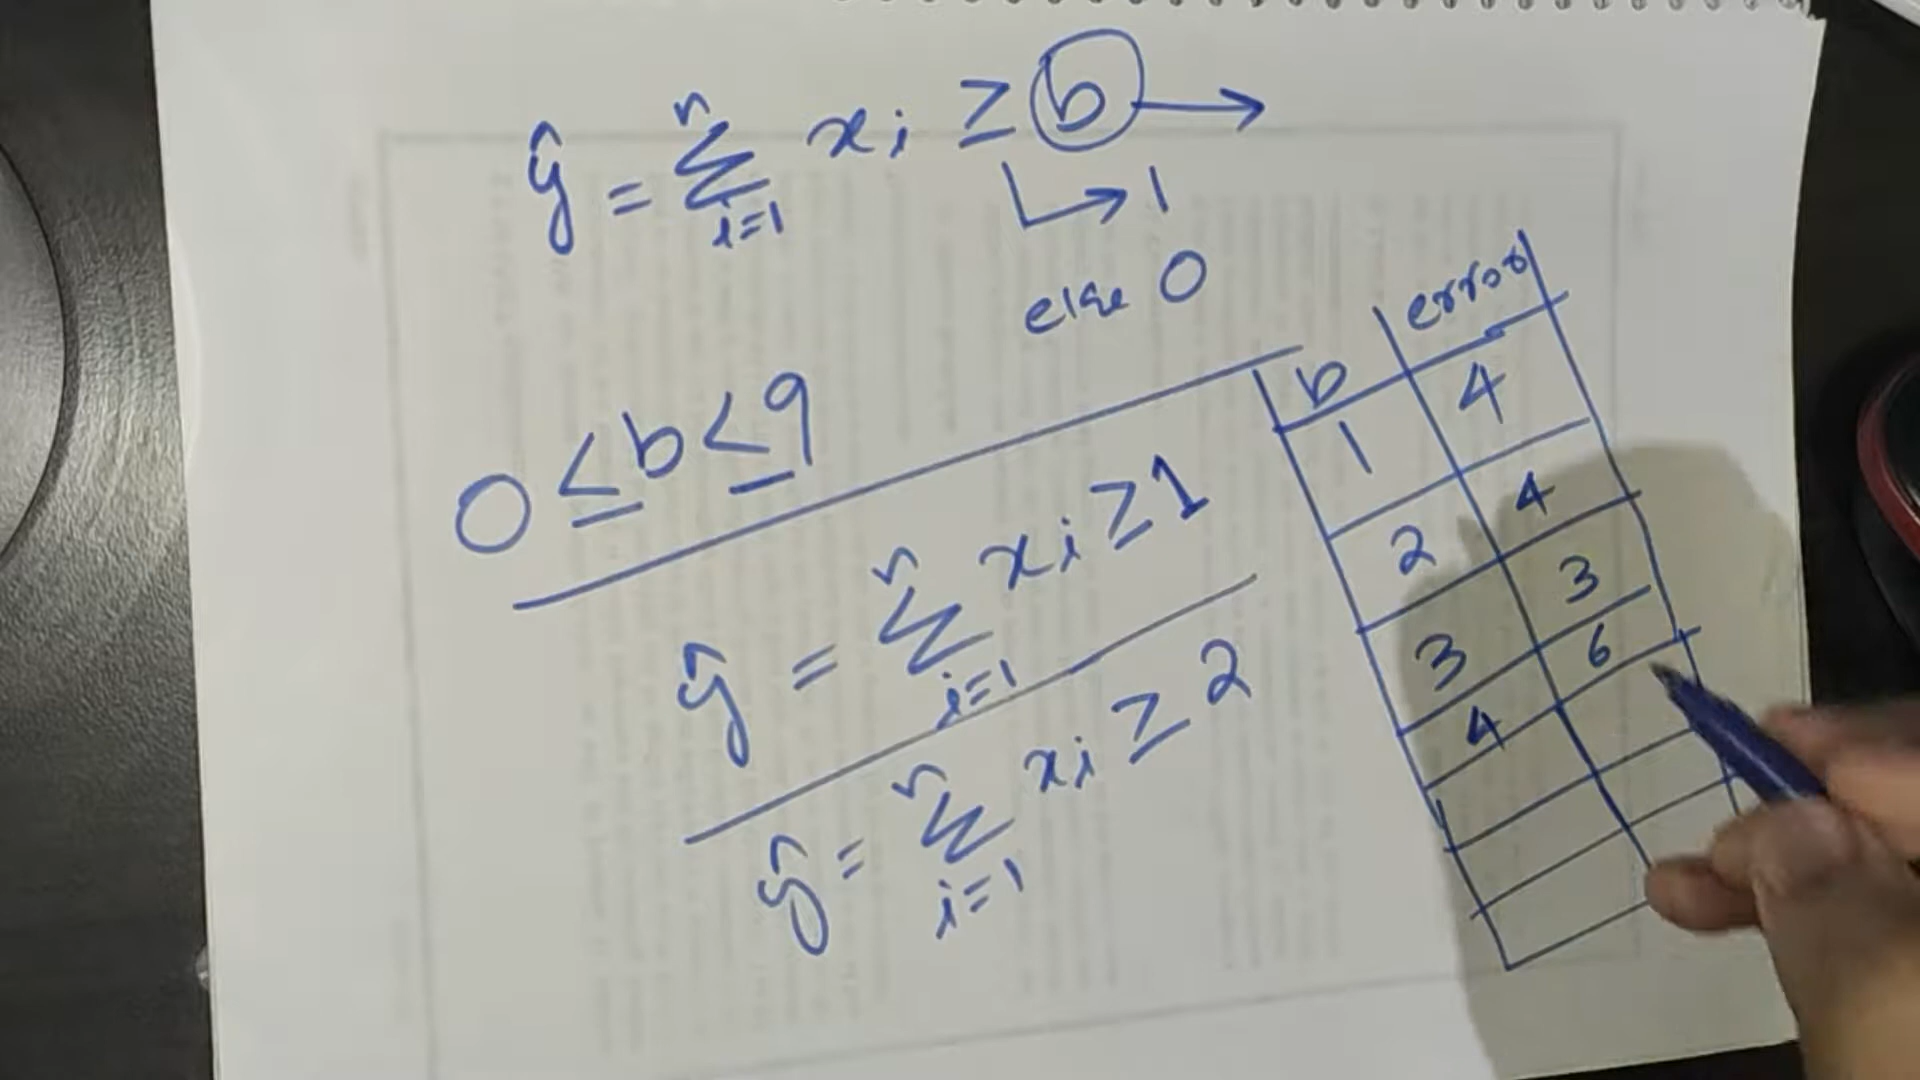 ŷ = Σ_{i=1}^{n} xi ≥ b →
↳ 1
else 0
0 ≤ b ≤ 9
ŷ = Σ_{i=1}^{n} xi ≥ 1
ŷ = Σ_{i=1}^{n} xi ≥ 2
b error
1 4
2 4
3 3
4 6